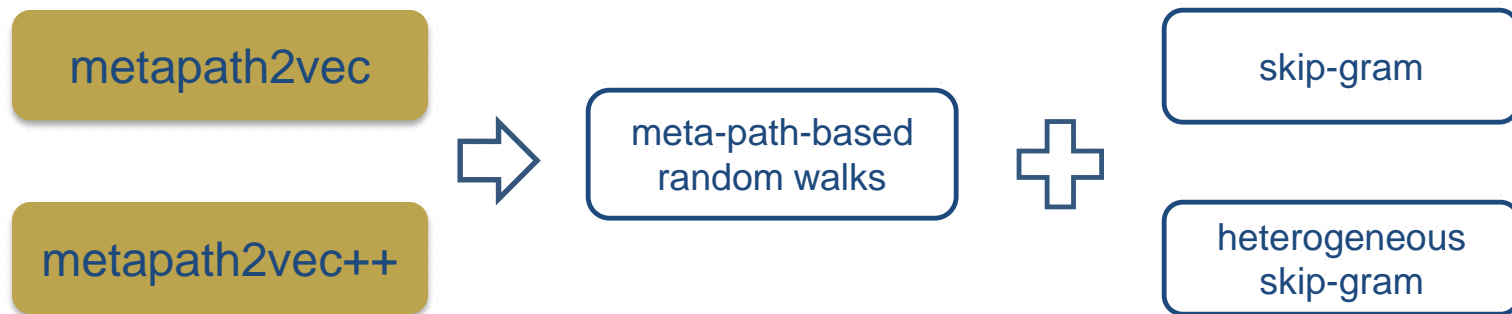 metapath2vec
metapath2vec++
meta-path-based
random walks
skip-gram
heterogeneous
skip-gram